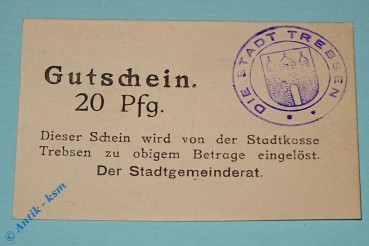 Gutschein.
20 Pfg.
DIE STADT TREBSEN
Dieser Schein wird von der Stadtkasse
Trebsen zu obigem Betrage eingelöst.
Der Stadtgemeinderat.
© Antik - ksm